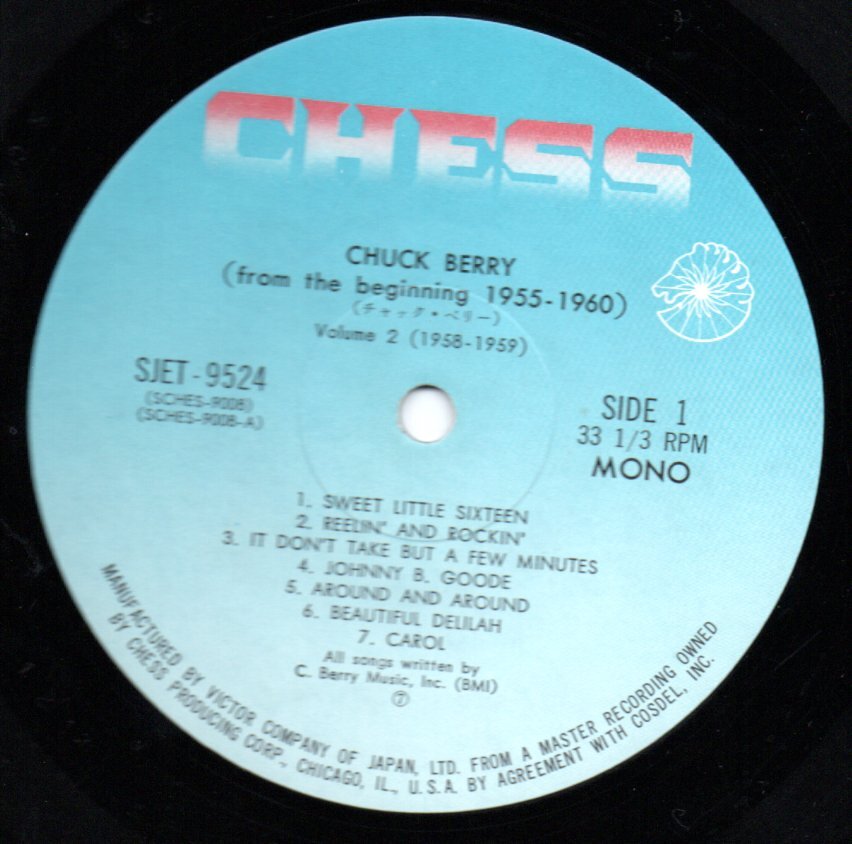 CHESS
CHUCK BERRY
(from the beginning 1955-1960)
(チャック・ベリー)
Volume 2 (1958-1959)
SJET-9524
(SCHES-9008)
(SCHES-9008-A)
SIDE 1
33 1/3 RPM
MONO
1. SWEET LITTLE SIXTEEN
2. REELIN' AND ROCKIN'
3. IT DON'T TAKE BUT A FEW MINUTES
4. JOHNNY B. GOODE
5. AROUND AND AROUND
6. BEAUTIFUL DELILAH
7. CAROL
All songs written by
C. Berry Music, Inc. (BMI)
MANUFACTURED BY VICTOR COMPANY OF JAPAN, LTD. FROM A MASTER RECORDING OWNED
BY CHESS PRODUCING CORP., CHICAGO, IL., U.S.A. BY AGREEMENT WITH COSDEL, INC.